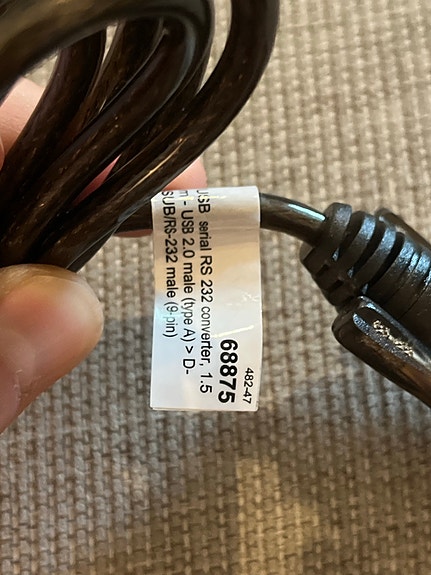 USB serial RS 232 converter, 1.5
m - USB 2.0 male (type A) > D-
SUB/RS-232 male (9-pin)
68875
482-47